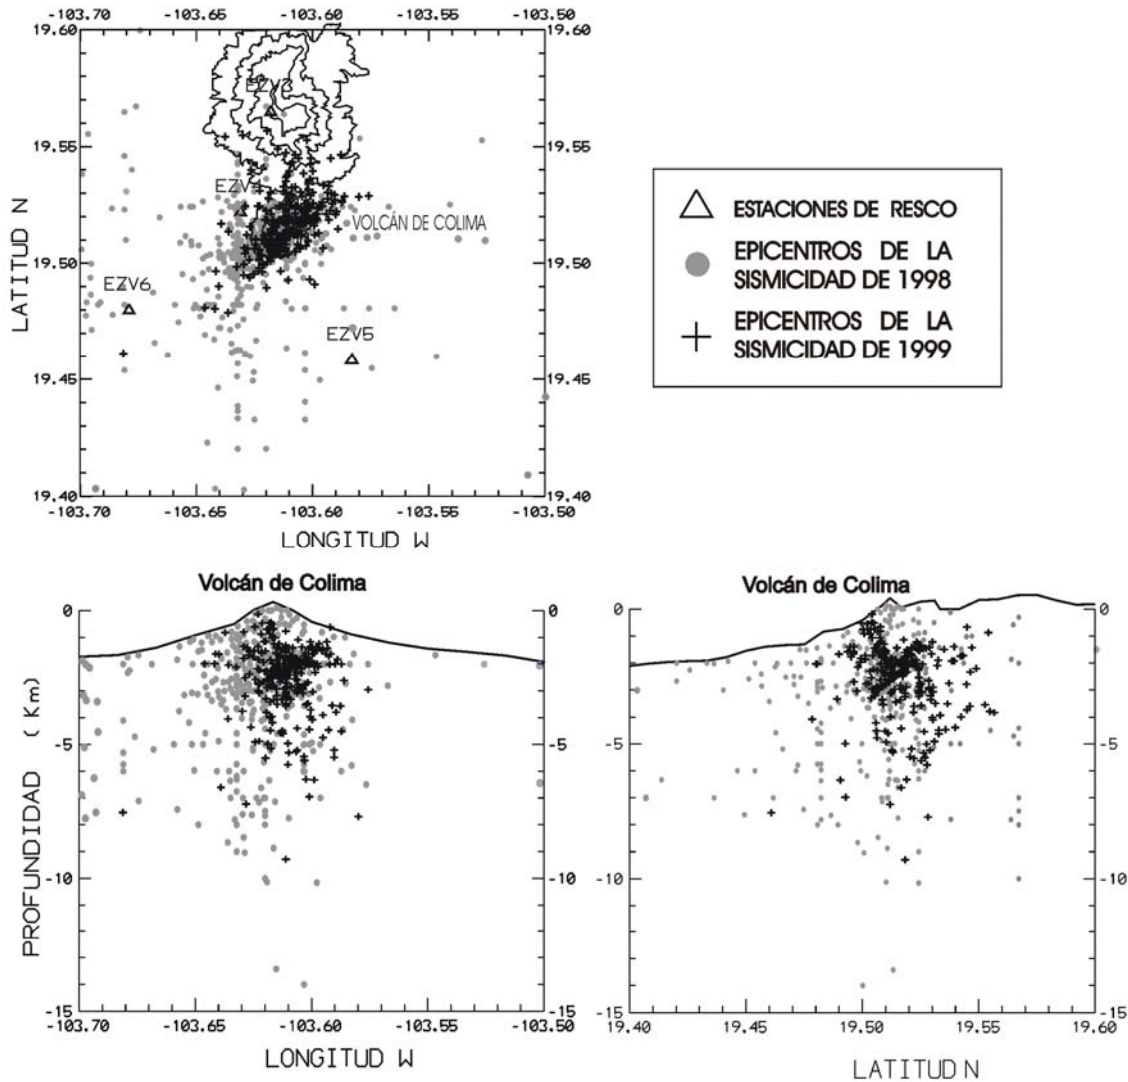 -103.70 -103.65 -103.60 -103.55 -103.50
19.60 19.60
EZV3
19.55 19.55
EZV4
VOLCÁN DE COLIMA
19.50 19.50
EZV6
EZV5
19.45 19.45
19.40 19.40
-103.70 -103.65 -103.60 -103.55 -103.50
LATITUD N
LONGITUD W
ESTACIONES DE RESCO
EPICENTROS DE LA
SISMICIDAD DE 1998
EPICENTROS DE LA
SISMICIDAD DE 1999
Volcán de Colima
0 0
-5 -5
-10 -10
-15 -15
-103.70 -103.65 -103.60 -103.55 -103.50
PROFUNDIDAD ( Km)
LONGITUD W
Volcán de Colima
0 0
-5 -5
-10 -10
-15 -15
19.40 19.45 19.50 19.55 19.60
LATITUD N